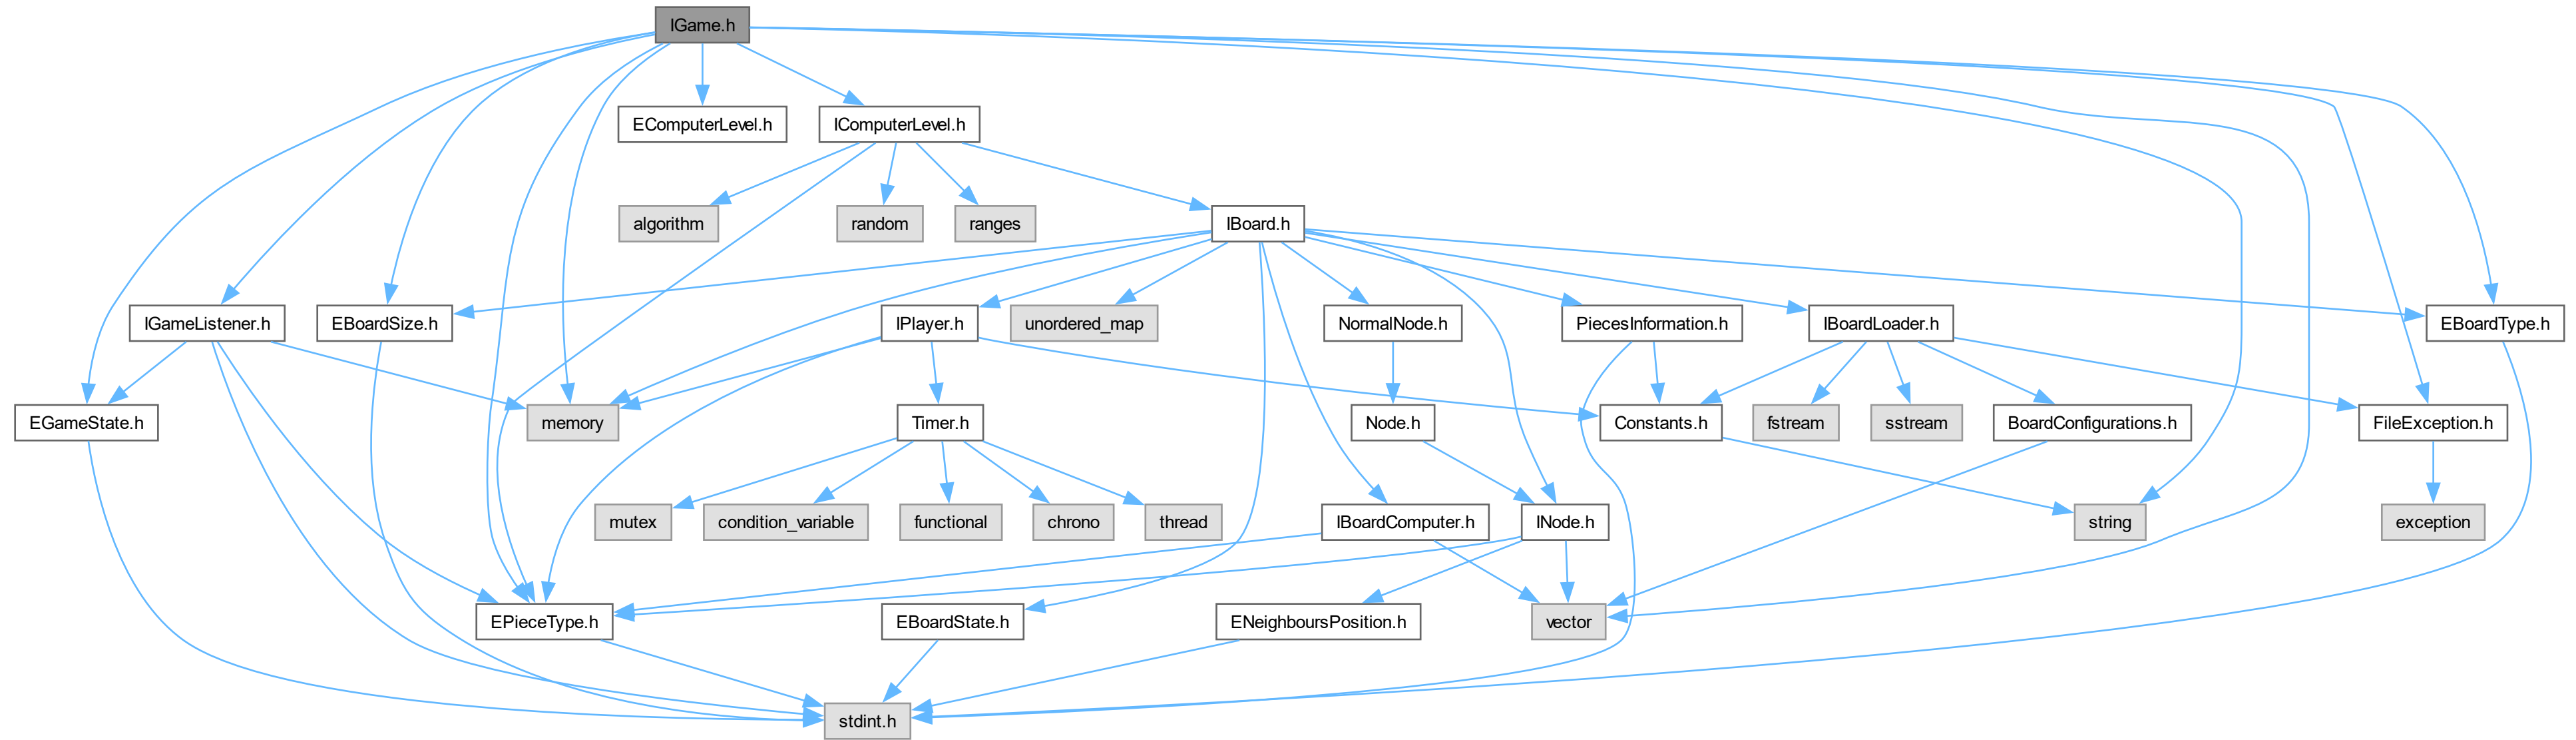 IGame.h
EComputerLevel.h
IComputerLevel.h
algorithm
random
ranges
IBoard.h
IGameListener.h
EBoardSize.h
IPlayer.h
unordered_map
NormalNode.h
PiecesInformation.h
IBoardLoader.h
EBoardType.h
EGameState.h
memory
Timer.h
Node.h
Constants.h
fstream
sstream
BoardConfigurations.h
FileException.h
mutex
condition_variable
functional
chrono
thread
IBoardComputer.h
INode.h
string
exception
EPieceType.h
EBoardState.h
ENeighboursPosition.h
vector
stdint.h